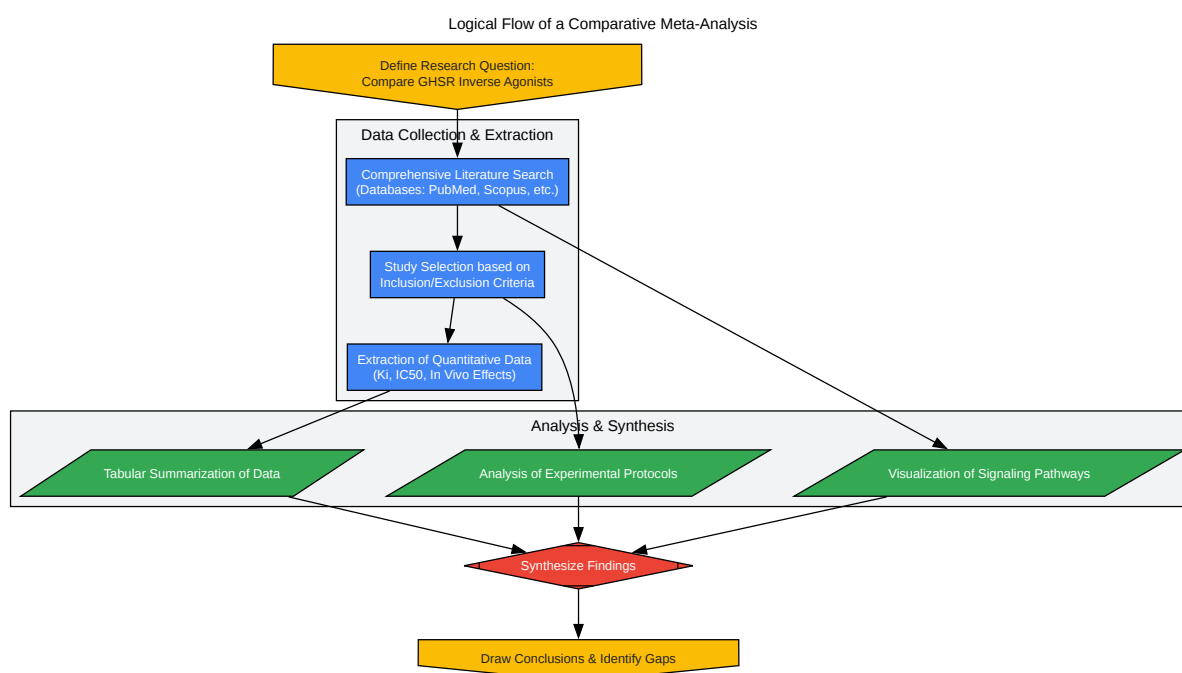 Logical Flow of a Comparative Meta-Analysis
Define Research Question:
Compare GHSR Inverse Agonists
Data Collection & Extraction
Comprehensive Literature Search
(Databases: PubMed, Scopus, etc.)
Study Selection based on
Inclusion/Exclusion Criteria
Extraction of Quantitative Data
(Ki, IC50, In Vivo Effects)
Analysis & Synthesis
Tabular Summarization of Data
Analysis of Experimental Protocols
Visualization of Signaling Pathways
Synthesize Findings
Draw Conclusions & Identify Gaps